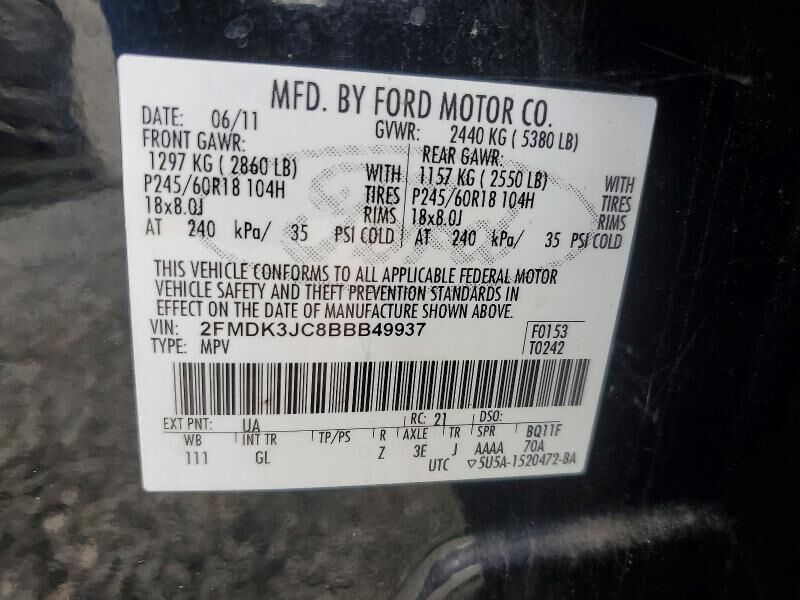 MFD. BY FORD MOTOR CO.
DATE: 06/11 GVWR: 2440 KG ( 5380 LB)
FRONT GAWR: REAR GAWR:
1297 KG ( 2860 LB) WITH 1157 KG ( 2550 LB) WITH
P245/60R18 104H TIRES P245/60R18 104H TIRES
18x8.0J RIMS 18x8.0J RIMS
AT 240 kPa/ 35 PSI COLD AT 240 kPa/ 35 PSI COLD
THIS VEHICLE CONFORMS TO ALL APPLICABLE FEDERAL MOTOR
VEHICLE SAFETY AND THEFT PREVENTION STANDARDS IN
EFFECT ON THE DATE OF MANUFACTURE SHOWN ABOVE.
VIN: 2FMDK3JC8BBB49937 F0153
TYPE: MPV T0242
EXT PNT: UA RC: 21 DSO:
WB INT TR TP/PS R AXLE TR SPR BQ11F
111 GL Z 3E J AAAA 70A
UTC ▽5U5A-1520472-BA